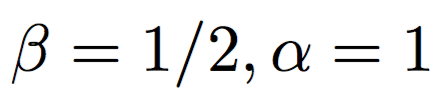 β = 1/2, α = 1